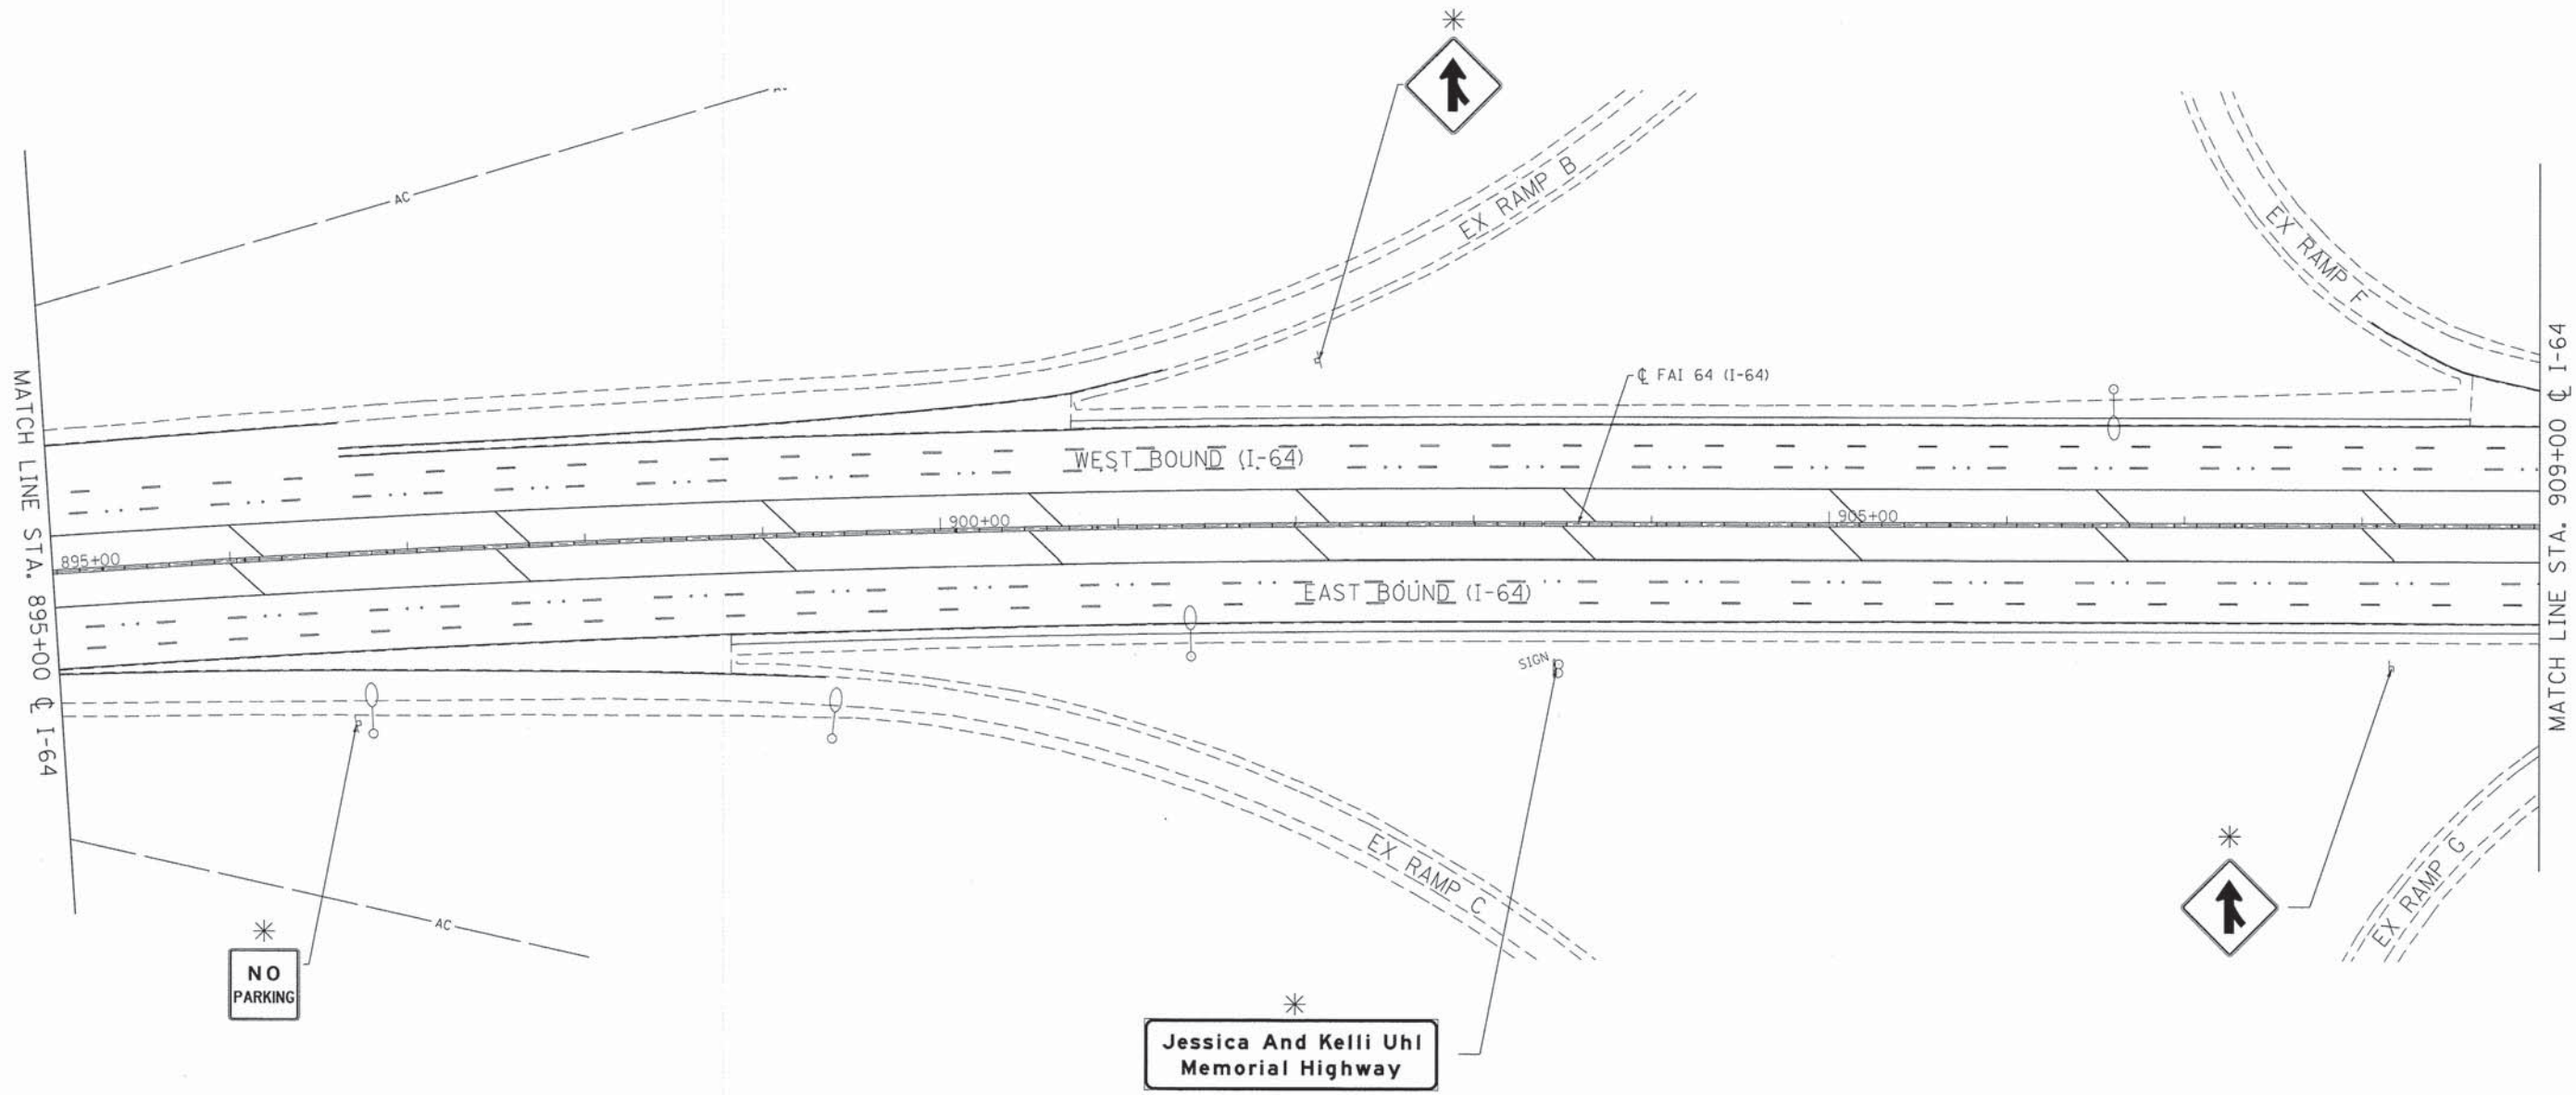 AC
EX RAMP B
EX RAMP F
℄ FAI 64 (I-64)
MATCH LINE STA. 895+00 ℄ I-64
MATCH LINE STA. 909+00 ℄ I-64
WEST BOUND (I-64)
895+00
900+00
905+00
EAST BOUND (I-64)
SIGN
EX RAMP C
EX RAMP G
AC
NO
PARKING
Jessica And Kelli Uhl
Memorial Highway